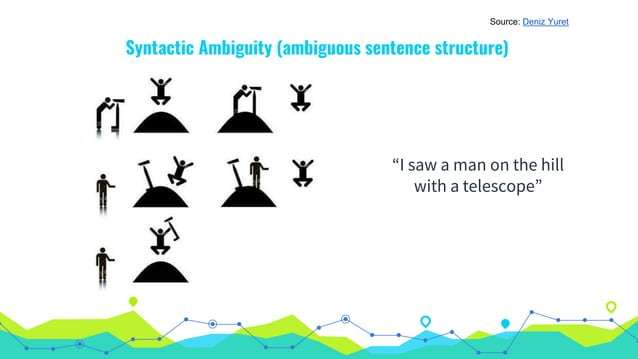 Source: Deniz Yuret
Syntactic Ambiguity (ambiguous sentence structure)
“I saw a man on the hill
with a telescope”